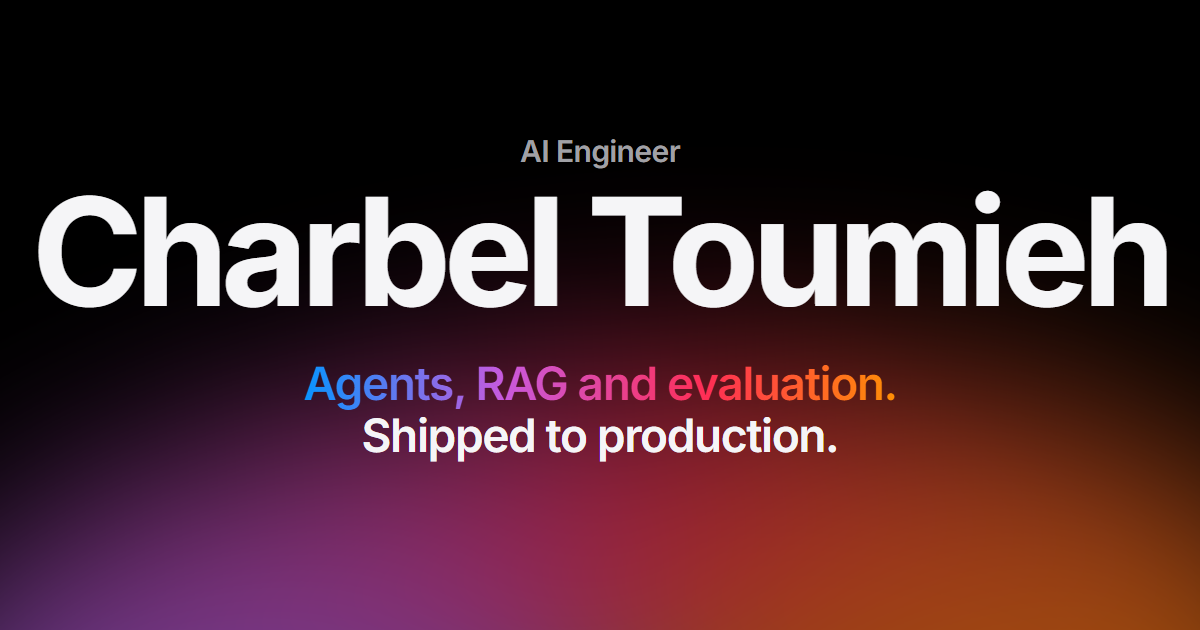 AI Engineer
Charbel Toumieh
Agents, RAG and evaluation.
Shipped to production.